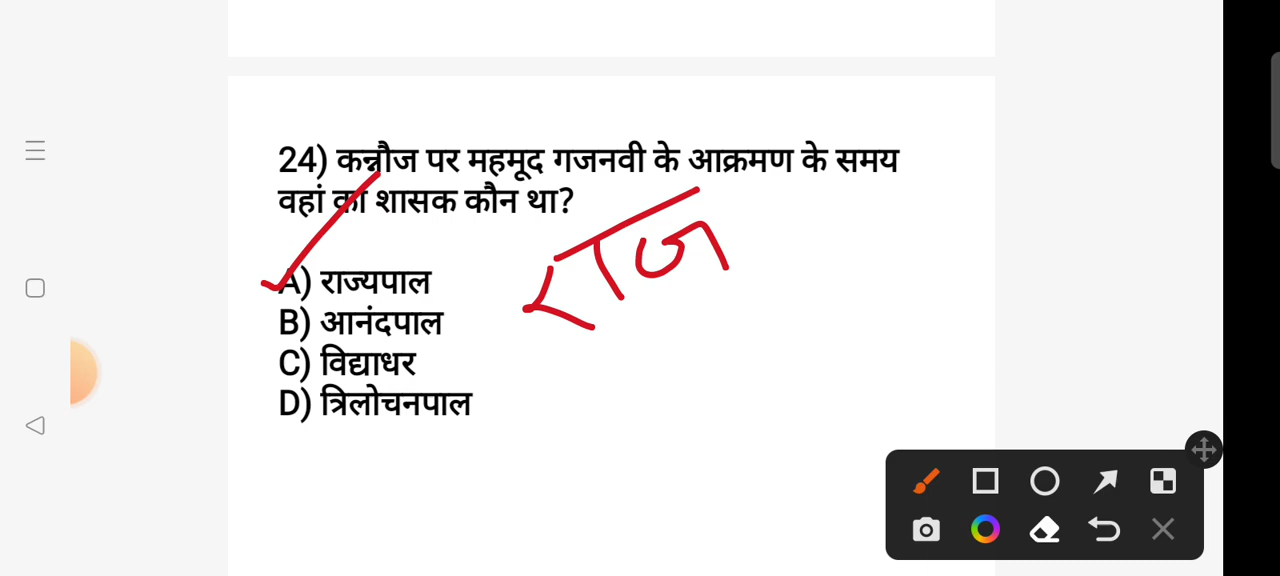 24) कन्नौज पर महमूद गजनवी के आक्रमण के समय
वहां का शासक कौन था?
राज
A) राज्यपाल
B) आनंदपाल
C) विद्याधर
D) त्रिलोचनपाल